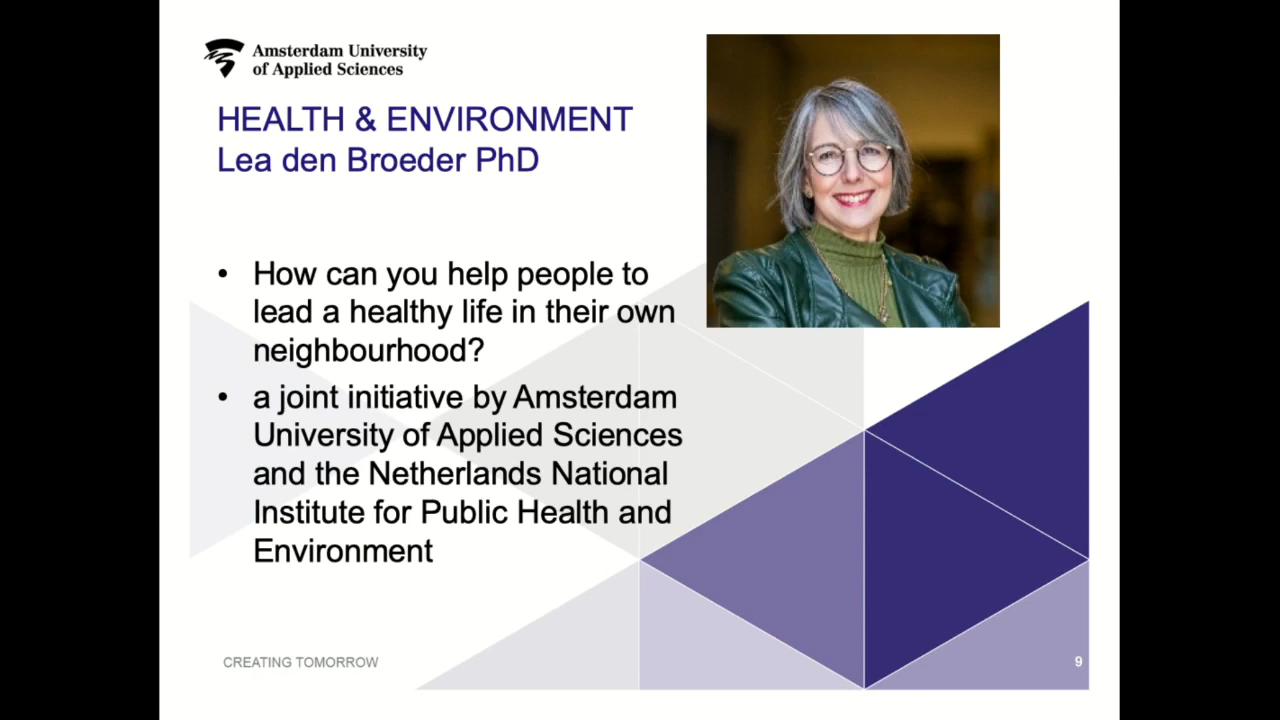 Amsterdam University
of Applied Sciences
HEALTH & ENVIRONMENT
Lea den Broeder PhD
• How can you help people to
lead a healthy life in their own
neighbourhood?
• a joint initiative by Amsterdam
University of Applied Sciences
and the Netherlands National
Institute for Public Health and
Environment
CREATING TOMORROW
9